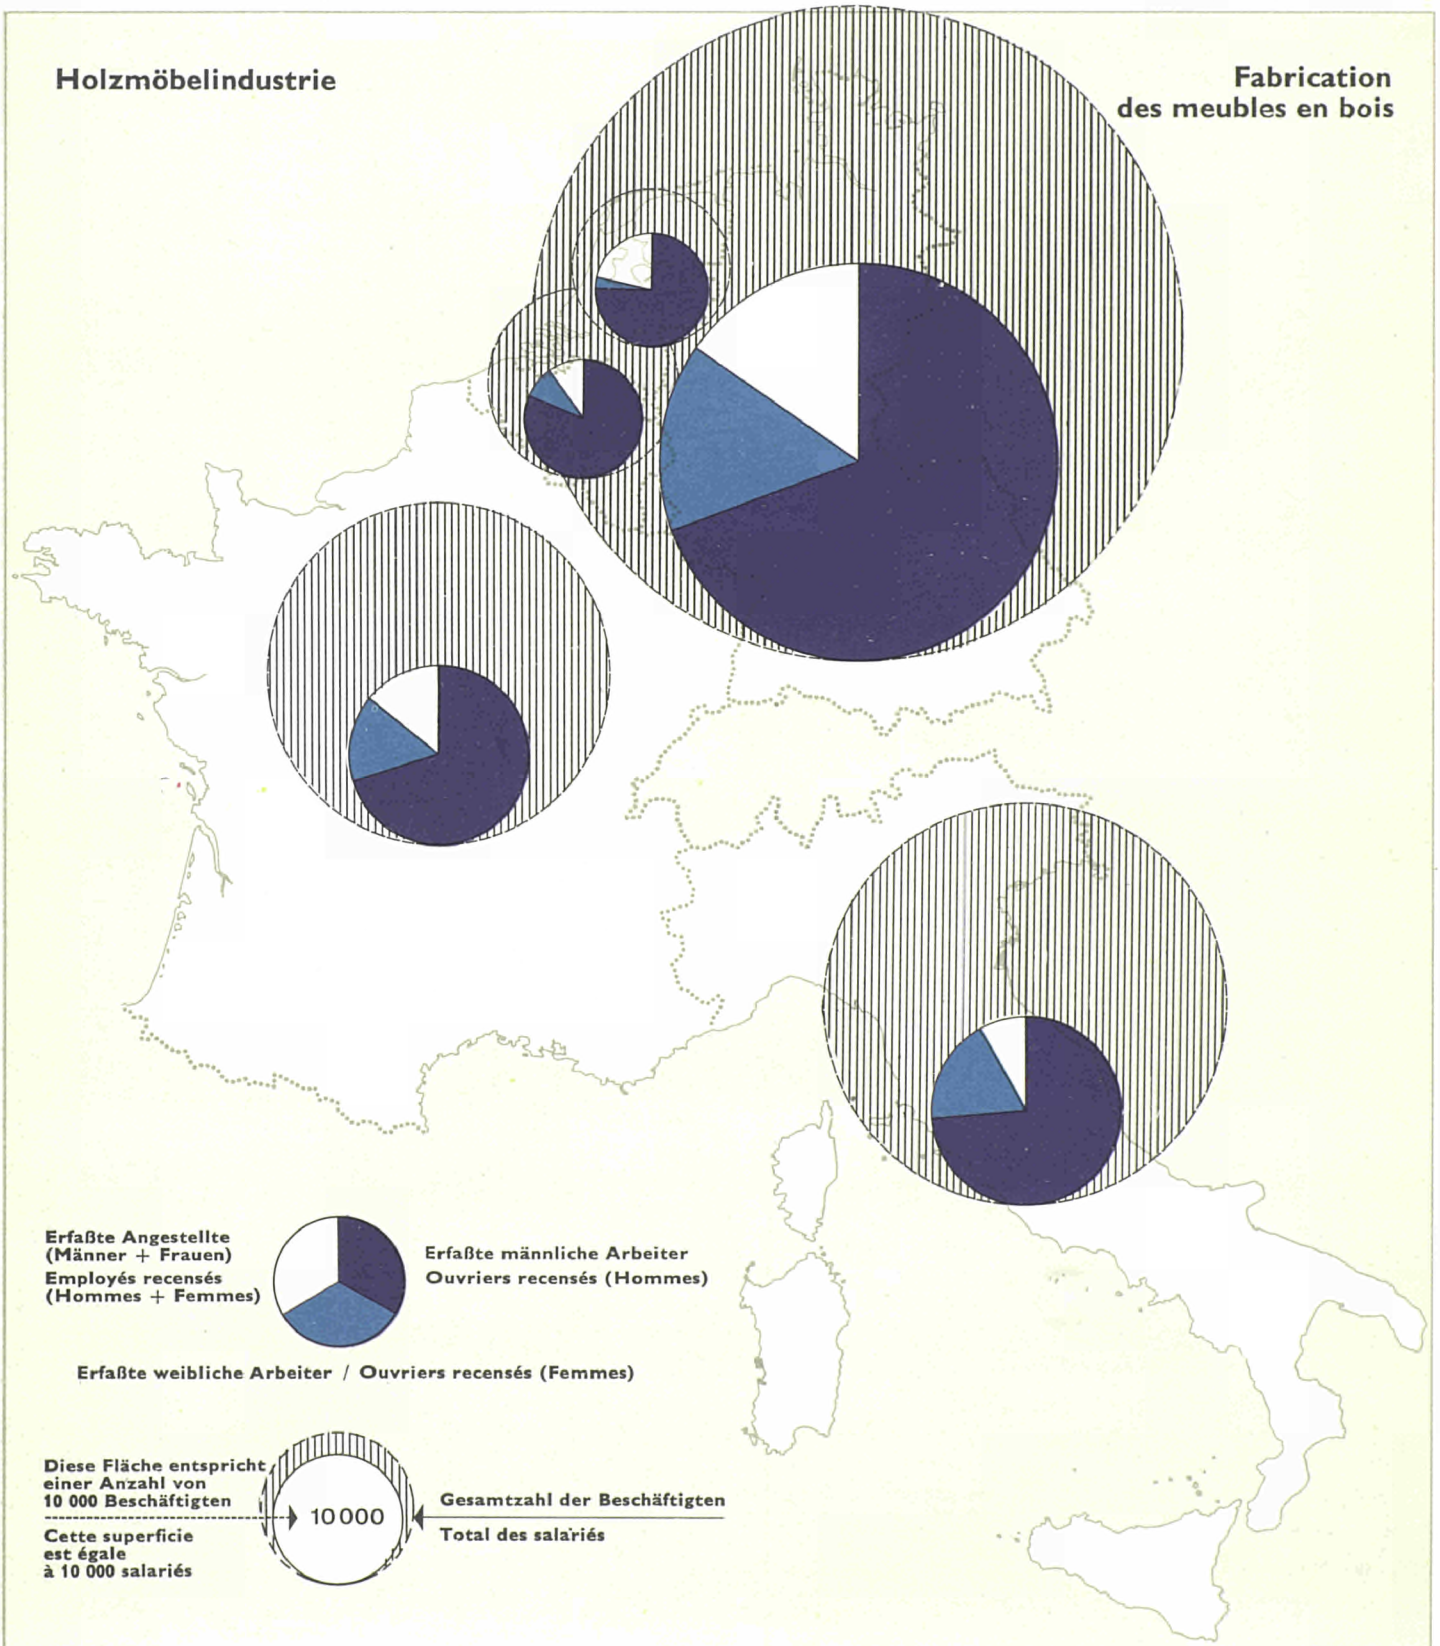 Holzmöbelindustrie
Fabrication
des meubles en bois
Erfaßte Angestellte
(Männer + Frauen)
Employés recensés
(Hommes + Femmes)
Erfaßte männliche Arbeiter
Ouvriers recensés (Hommes)
Erfaßte weibliche Arbeiter / Ouvriers recensés (Femmes)
Diese Fläche entspricht
einer Anzahl von
10 000 Beschäftigten
Cette superficie
est égale
à 10 000 salariés
10 000
Gesamtzahl der Beschäftigten
Total des salariés